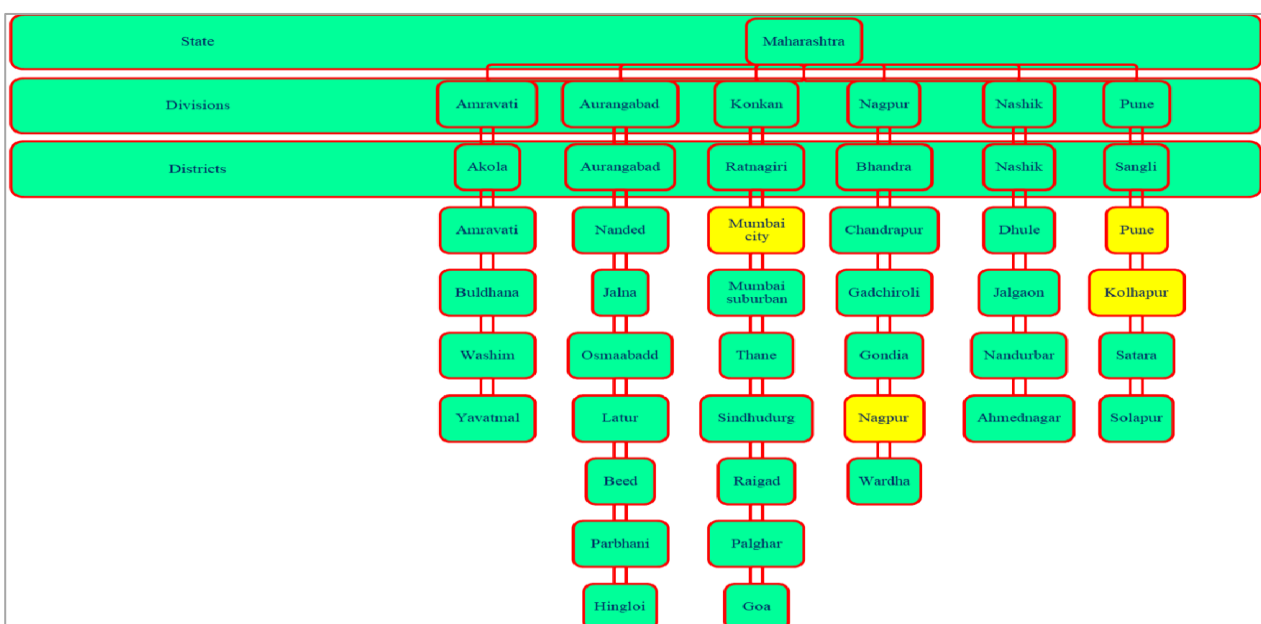 State
Maharashtra
Divisions
Amravati
Aurangabad
Konkan
Nagpur
Nashik
Pune
Districts
Akola
Aurangabad
Ratnagiri
Bhandra
Nashik
Sangli
Amravati
Nanded
Mumbai
city
Chandrapur
Dhule
Pune
Buldhana
Jalna
Mumbai
suburban
Gadchiroli
Jalgaon
Kolhapur
Washim
Osmaabadd
Thane
Gondia
Nandurbar
Satara
Yavatmal
Latur
Sindhudurg
Nagpur
Ahmednagar
Solapur
Beed
Raigad
Wardha
Parbhani
Palghar
Hingloi
Goa